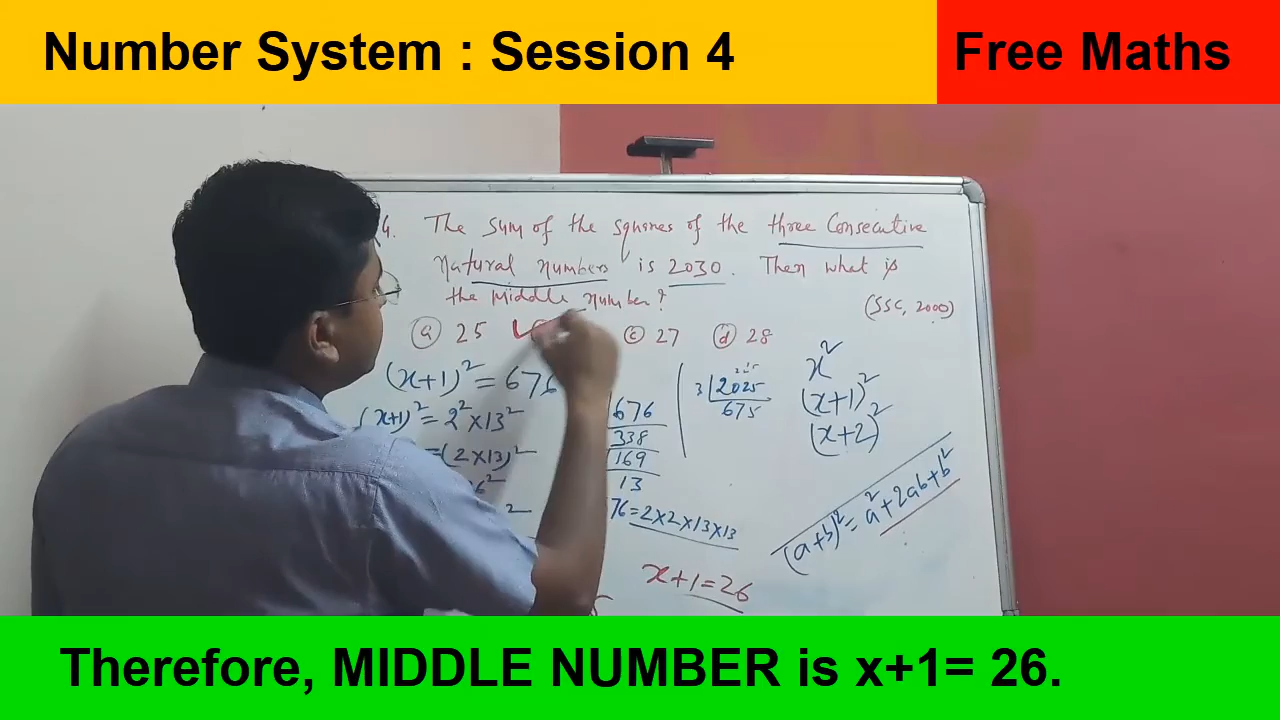 Number System : Session 4
Free Maths
4. The sum of the squares of the three Consecutive
natural numbers is 2030. Then what is
the middle number?
(SSC, 2000)
(a) 25
(c) 27 (d) 28
(x+1)² = 676
(x+1)² = 2² x 13²
= (2x13)²
676
338
169
13
76 = 2x2x13x13
3 2025
675
x²
(x+1)²
(x+2)²
(a+b)² = a² + 2ab + b²
x+1=26
Therefore, MIDDLE NUMBER is x+1= 26.